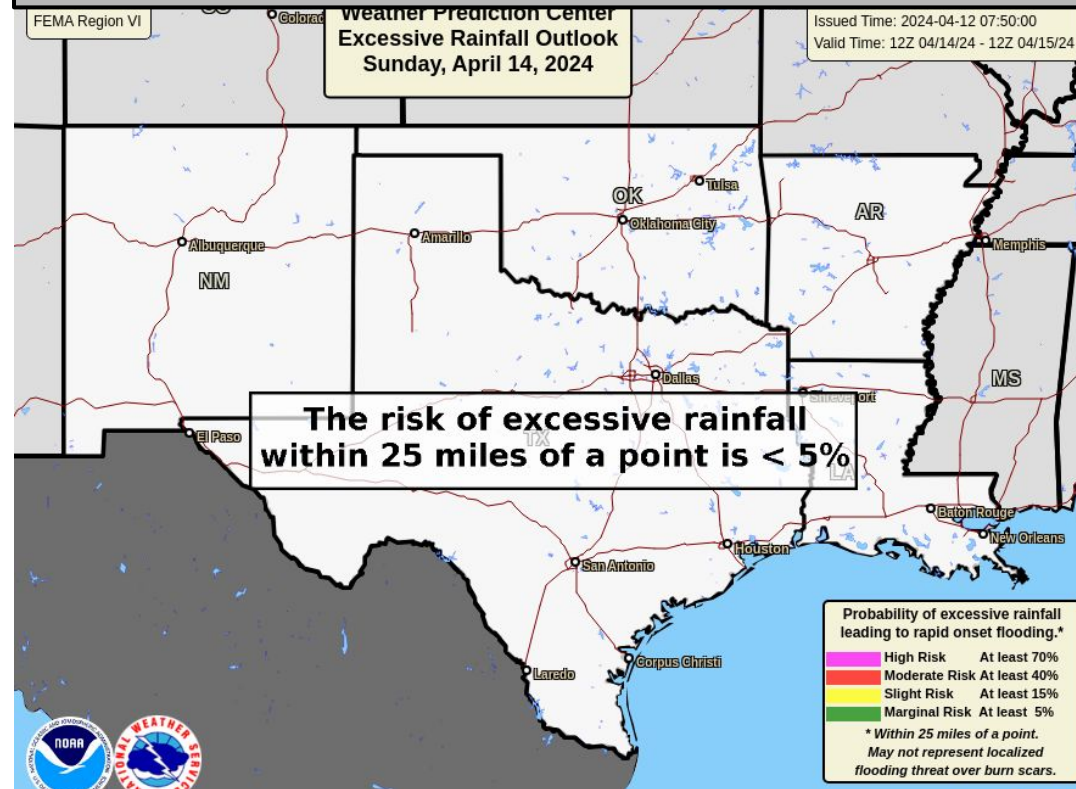 FEMA Region VI
Weather Prediction Center
Excessive Rainfall Outlook
Sunday, April 14, 2024
Issued Time: 2024-04-12 07:50:00
Valid Time: 12Z 04/14/24 - 12Z 04/15/24
Tulsa
OK
Oklahoma City
AR
Amarillo
Albuquerque
Memphis
NM
Dallas
MS
Shreveport
The risk of excessive rainfall
within 25 miles of a point is < 5%
El Paso
TX
LA
Baton Rouge
New Orleans
Houston
San Antonio
Laredo
Corpus Christi
Probability of excessive rainfall
leading to rapid onset flooding.*
High Risk At least 70%
Moderate Risk At least 40%
Slight Risk At least 15%
Marginal Risk At least 5%
* Within 25 miles of a point.
May not represent localized
flooding threat over burn scars.
NOAA